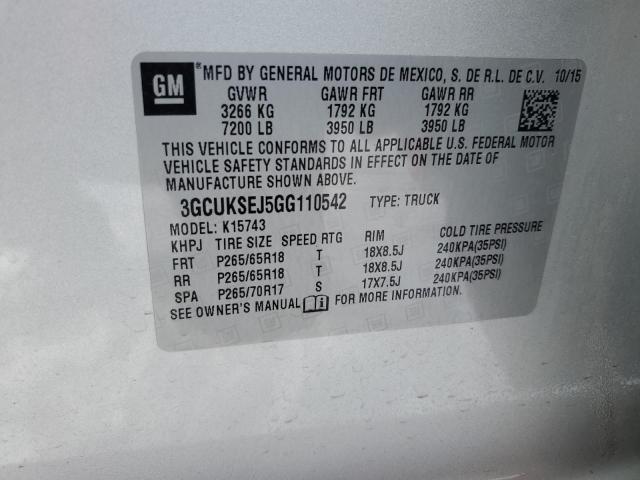 GM ® MFD BY GENERAL MOTORS DE MEXICO, S. DE R.L. DE C.V. 10/15
GVWR GAWR FRT GAWR RR
3266 KG 1792 KG 1792 KG
7200 LB 3950 LB 3950 LB
THIS VEHICLE CONFORMS TO ALL APPLICABLE U.S. FEDERAL MOTOR
VEHICLE SAFETY STANDARDS IN EFFECT ON THE DATE OF
MANUFACTURE SHOWN ABOVE.
3GCUKSEJ5GG110542 TYPE: TRUCK
MODEL: K15743
KHPJ TIRE SIZE SPEED RTG RIM COLD TIRE PRESSURE
FRT P265/65R18 T 18X8.5J 240KPA(35PSI)
RR P265/65R18 T 18X8.5J 240KPA(35PSI)
SPA P265/70R17 S 17X7.5J 240KPA(35PSI)
SEE OWNER'S MANUAL FOR MORE INFORMATION.